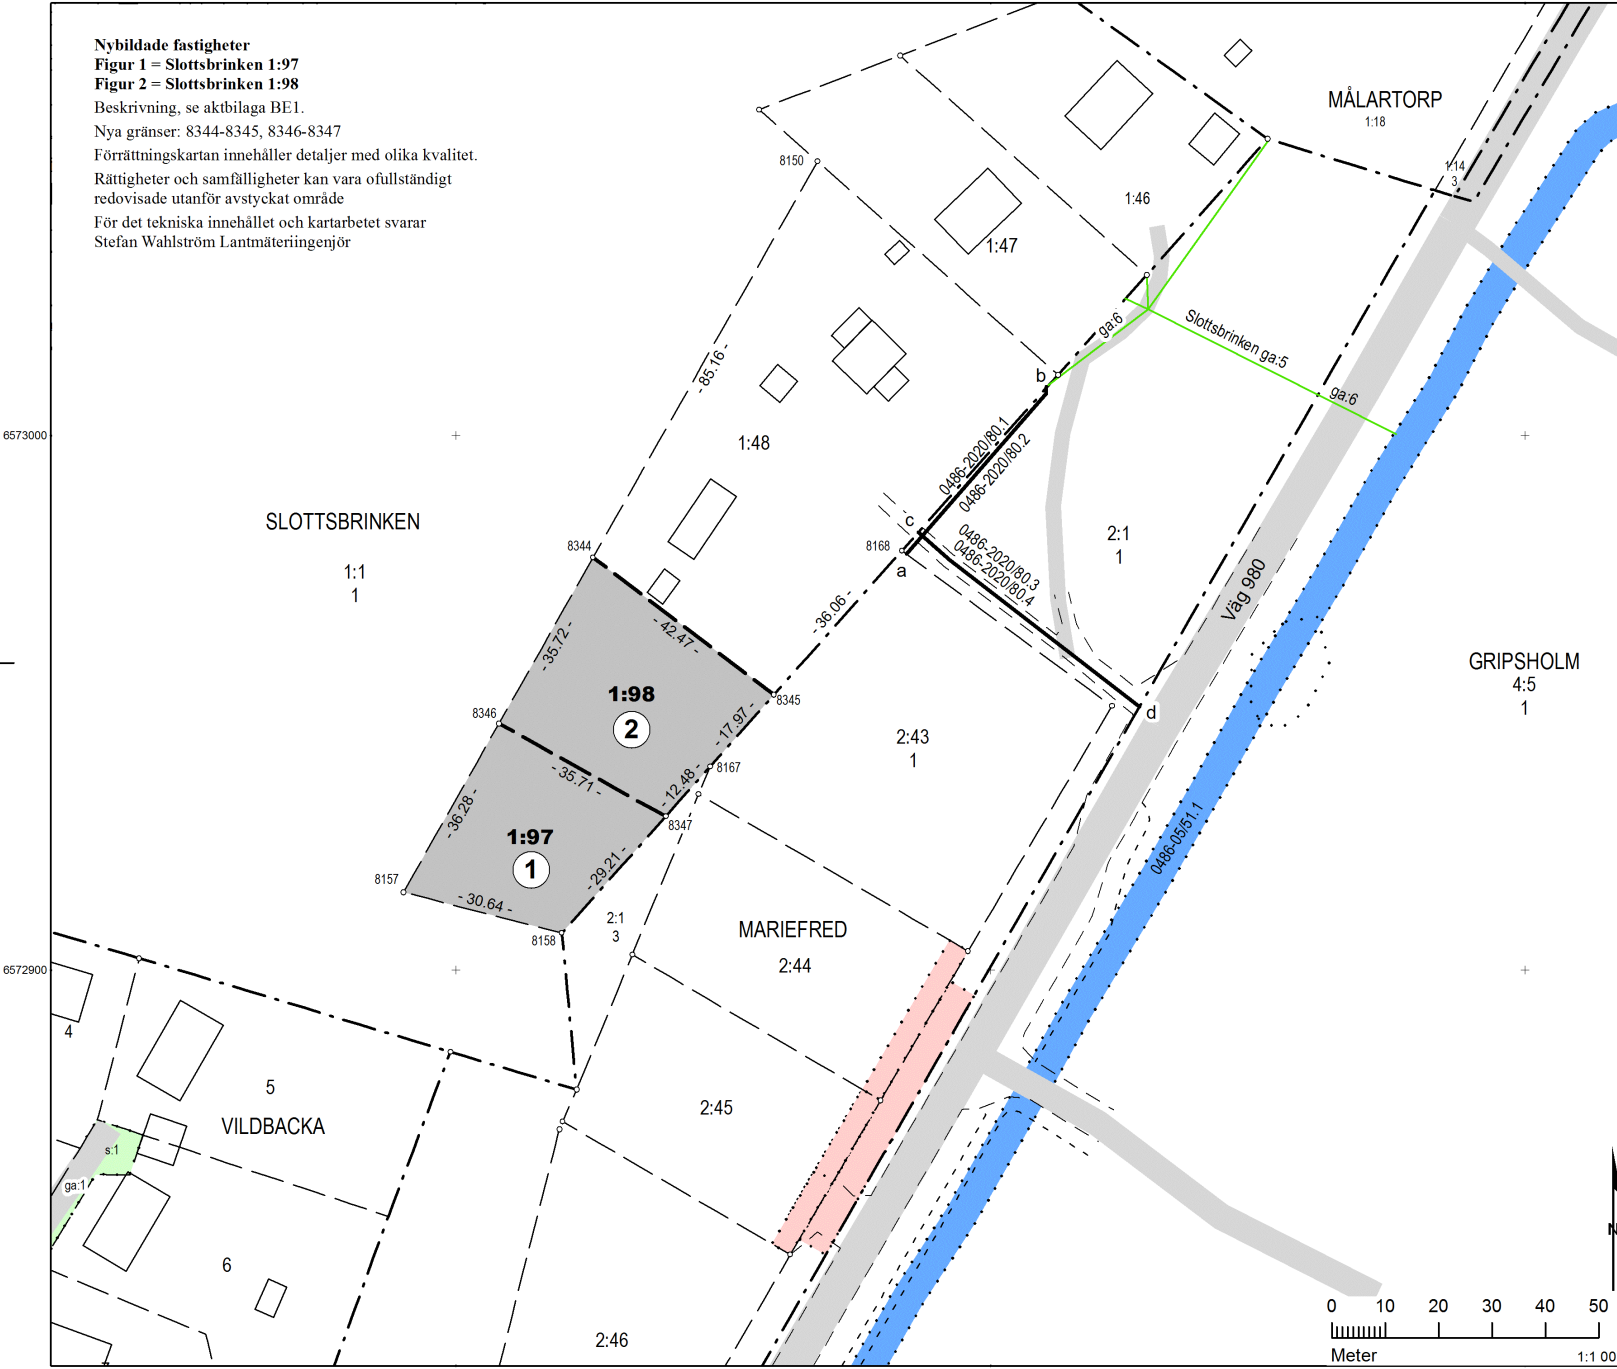 Nybildade fastigheter
Figur 1 = Slottsbrinken 1:97
Figur 2 = Slottsbrinken 1:98
Beskrivning, se aktbilaga BE1.
Nya gränser: 8344-8345, 8346-8347
Förrättningskartan innehåller detaljer med olika kvalitet.
Rättigheter och samfälligheter kan vara ofullständigt
redovisade utanför avstyckat område
För det tekniska innehållet och kartarbetet svarar
Stefan Wahlström Lantmäteriingenjör
MÅLARTORP
1:18
1:14
3
8150
1:46
1:47
ga:6
Slottsbrinken ga:5
ga:6
- 85.16 -
b
1:48
6573000
0486-2020/80.1
0486-2020/80.2
SLOTTSBRINKEN
1:1
1
c
8168
a
0486-2020/80.3
0486-2020/80.4
2:1
1
8344
Väg 980
- 36.06 -
- 42.47 -
- 35.72 -
GRIPSHOLM
4:5
1
1:98
2
8345
8346
- 17.97 -
d
2:43
1
8167
- 35.71 -
- 12.48 -
- 36.28 -
8347
1:97
1
0486-05/51.1
- 29.21 -
8157
- 30.64 -
2:1
3
8158
MARIEFRED
2:44
6572900
4
5
VILDBACKA
2:45
s:1
ga:1
6
2:46
N
0 10 20 30 40 50
Meter
1:1 00